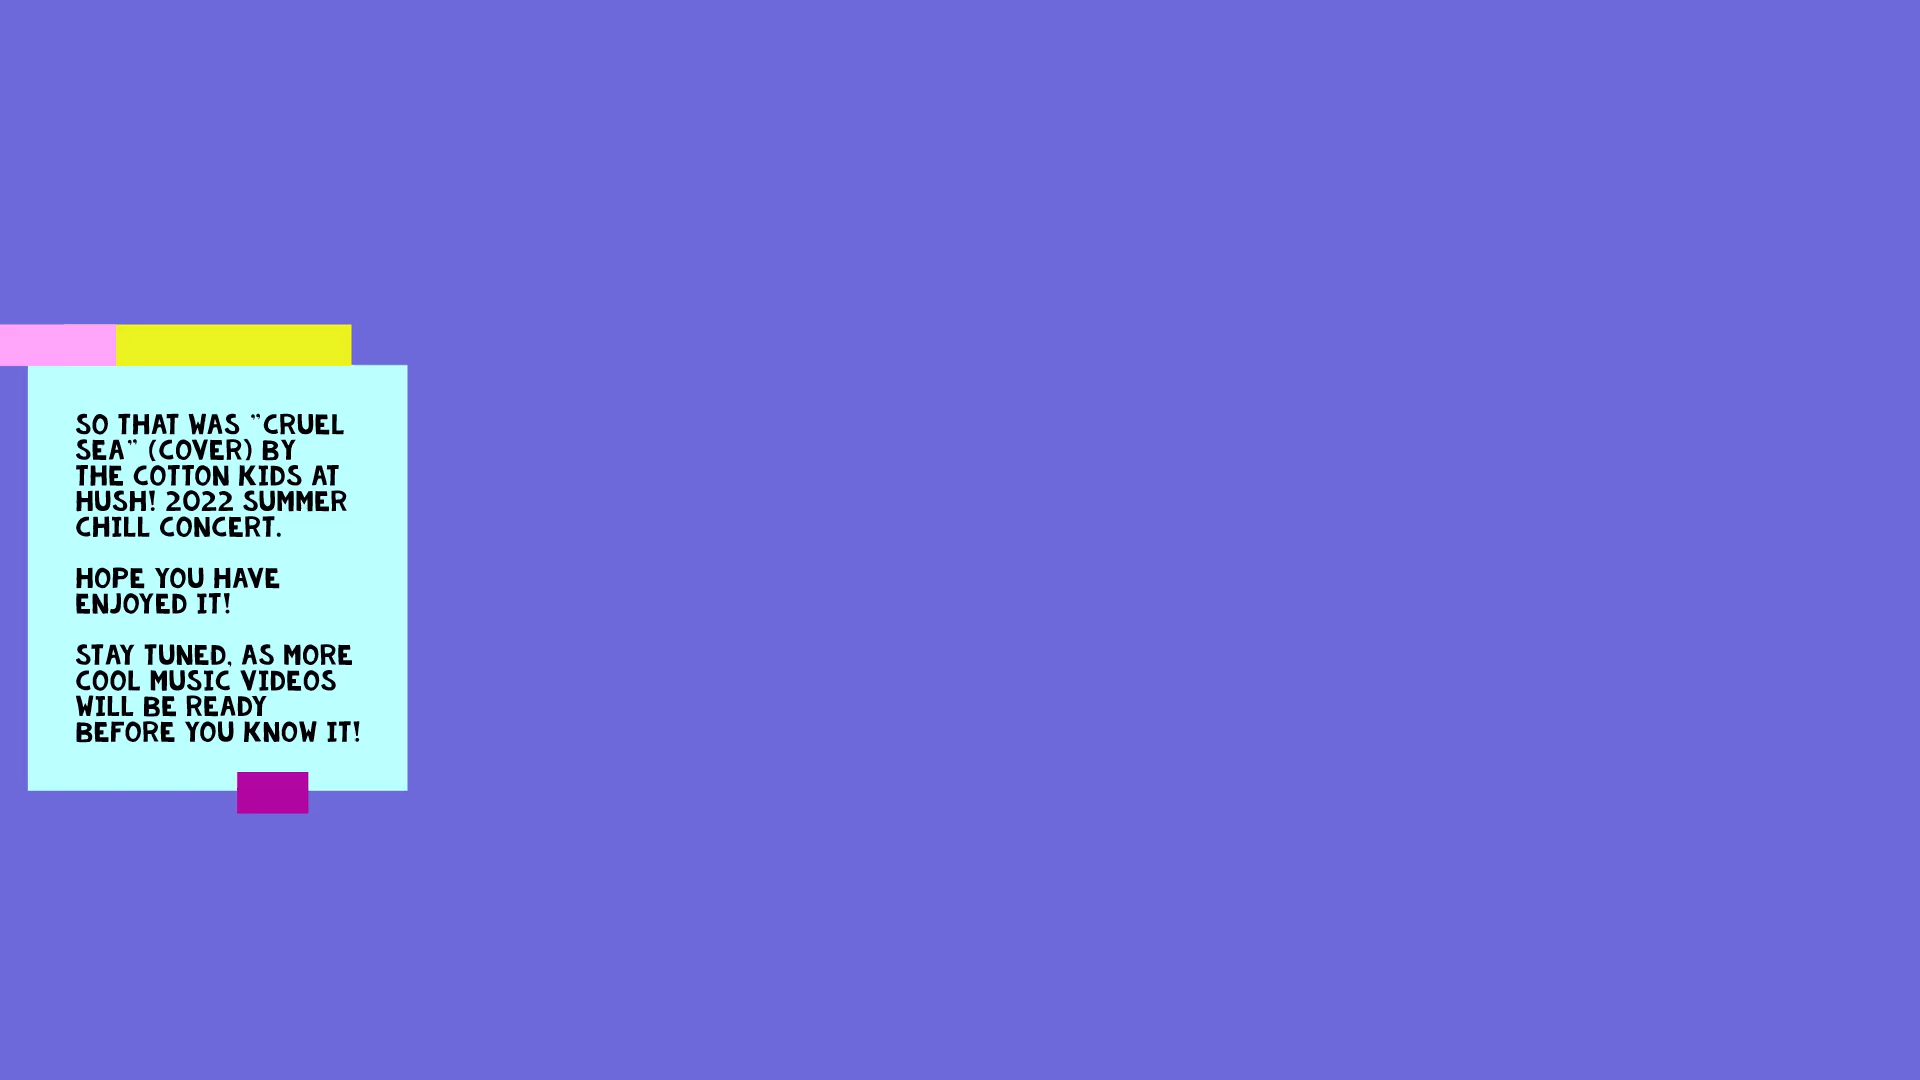 SO THAT WAS "CRUEL
SEA" (COVER) BY
THE COTTON KIDS AT
HUSH! 2022 SUMMER
CHILL CONCERT.
HOPE YOU HAVE
ENJOYED IT!
STAY TUNED, AS MORE
COOL MUSIC VIDEOS
WILL BE READY
BEFORE YOU KNOW IT!